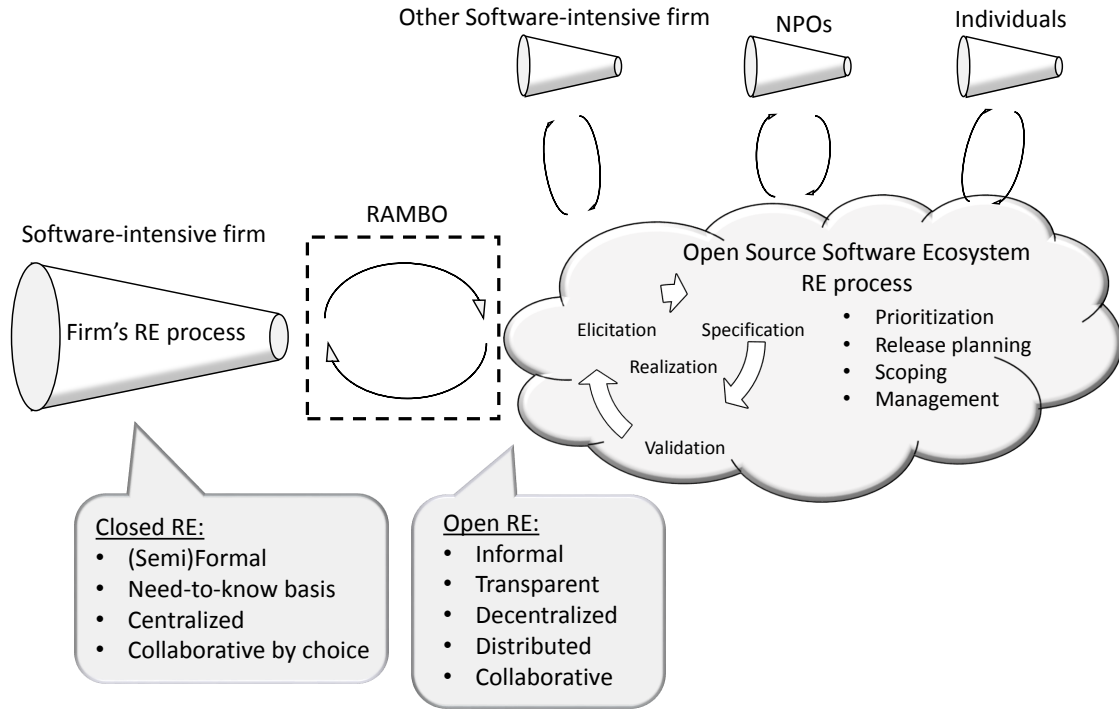 Other Software-intensive firm
NPOs
Individuals
RAMBO
Software-intensive firm
Firm's RE process
Open Source Software Ecosystem
RE process
Elicitation
Specification
Realization
Validation
• Prioritization
• Release planning
• Scoping
• Management
Closed RE:
• (Semi)Formal
• Need-to-know basis
• Centralized
• Collaborative by choice
Open RE:
• Informal
• Transparent
• Decentralized
• Distributed
• Collaborative